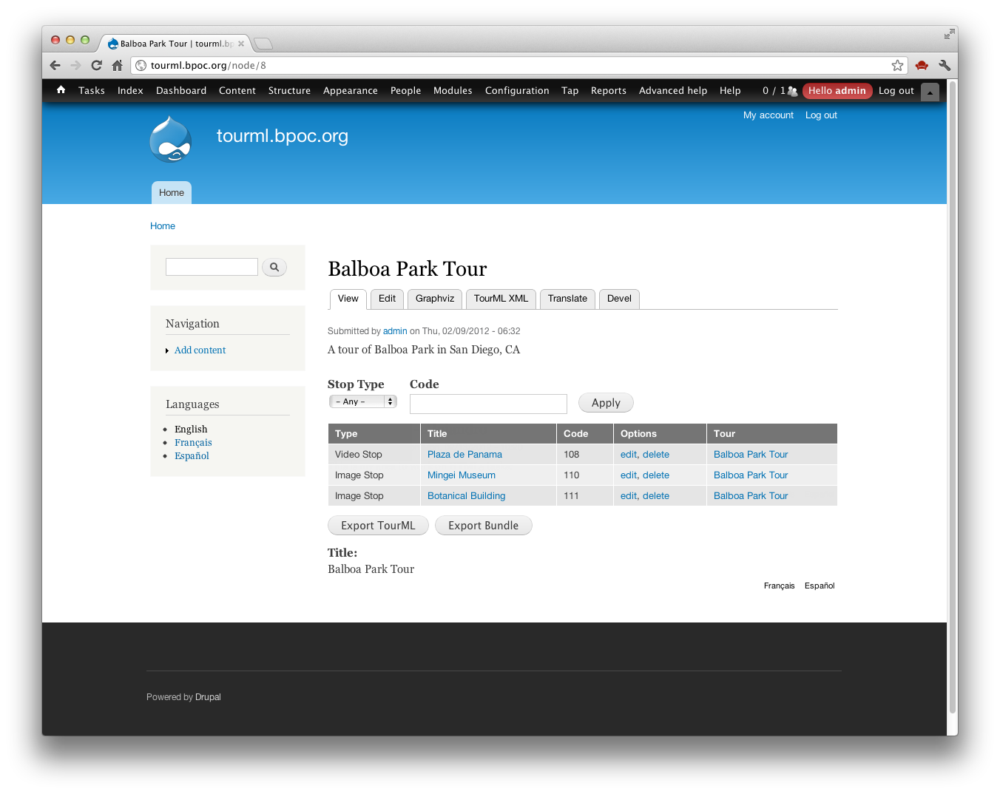 Balboa Park Tour | tourml.bp
tourml.bpoc.org/node/8
Tasks Index Dashboard Content Structure Appearance People Modules Configuration Tap Reports Advanced help Help 0 / 1 Hello admin Log out
My account Log out
tourml.bpoc.org
Home
Home
Balboa Park Tour
View Edit Graphviz TourML XML Translate Devel
Navigation
Add content
Languages
English
Français
Español
Submitted by admin on Thu, 02/09/2012 - 06:32
A tour of Balboa Park in San Diego, CA
Stop Type Code
- Any - Apply
Type Title Code Options Tour
Video Stop Plaza de Panama 108 edit, delete Balboa Park Tour
Image Stop Mingei Museum 110 edit, delete Balboa Park Tour
Image Stop Botanical Building 111 edit, delete Balboa Park Tour
Export TourML Export Bundle
Title:
Balboa Park Tour
Français Español
Powered by Drupal